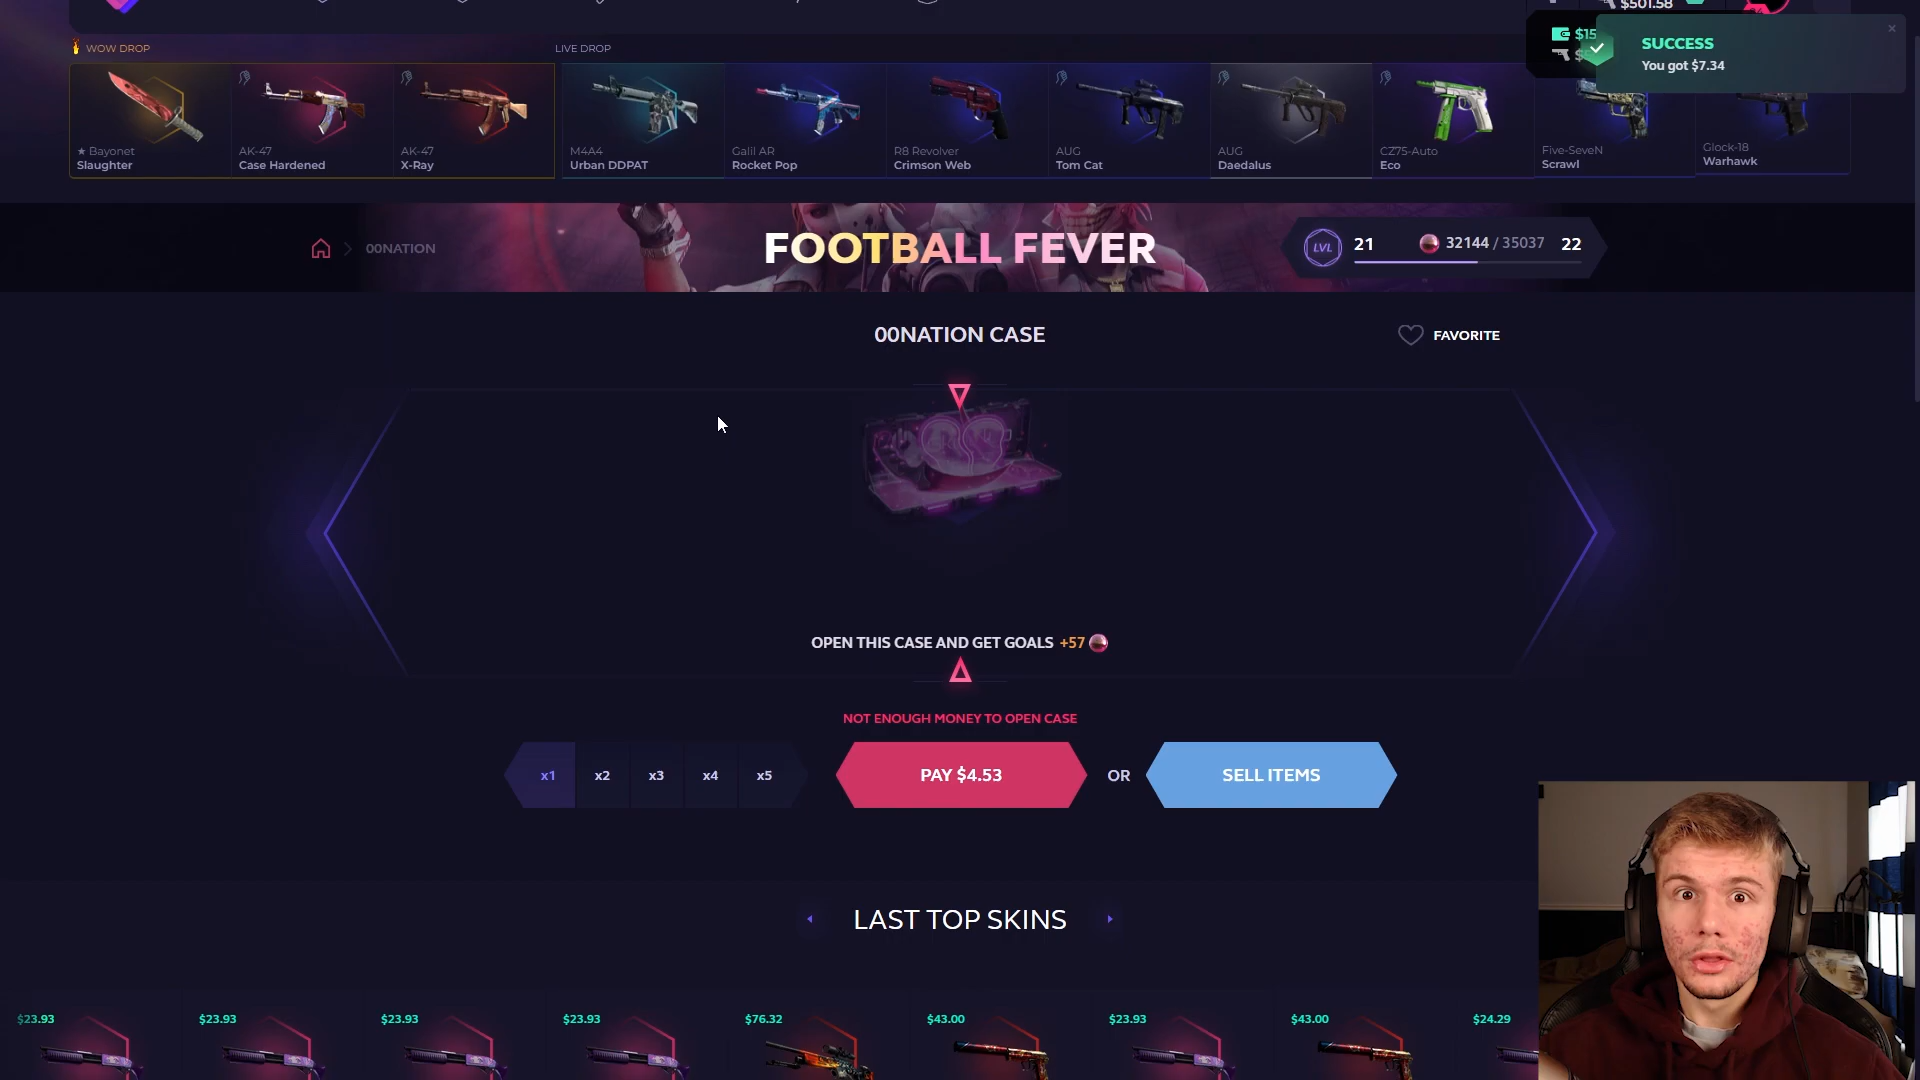 $501.58
WOW DROP
LIVE DROP
$15
$
SUCCESS
You got $7.34
★ Bayonet
Slaughter
AK-47
Case Hardened
AK-47
X-Ray
M4A4
Urban DDPAT
Galil AR
Rocket Pop
R8 Revolver
Crimson Web
AUG
Tom Cat
AUG
Daedalus
CZ75-Auto
Eco
Five-SeveN
Scrawl
Glock-18
Warhawk
00NATION
FOOTBALL FEVER
LVL
21
32144 / 35037
22
00NATION CASE
FAVORITE
OPEN THIS CASE AND GET GOALS +57
NOT ENOUGH MONEY TO OPEN CASE
x1
x2
x3
x4
x5
PAY $4.53
OR
SELL ITEMS
LAST TOP SKINS
$23.93
$23.93
$23.93
$23.93
$76.32
$43.00
$23.93
$43.00
$24.29